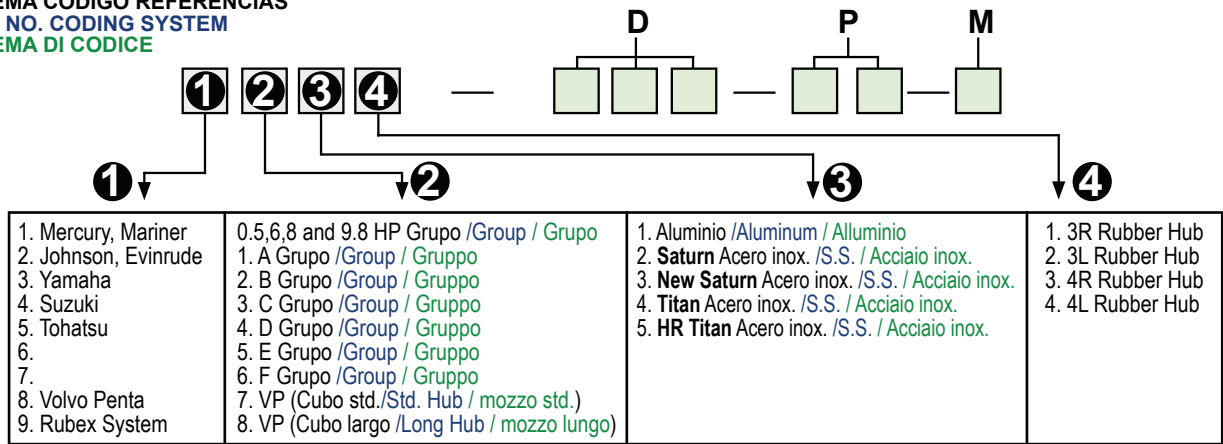 EMA CÓDIGO REFERENCIAS
NO. CODING SYSTEM
EMA DI CODICE
D P M
1 2 3 4 — — —
1 2 3 4
1. Mercury, Mariner
2. Johnson, Evinrude
3. Yamaha
4. Suzuki
5. Tohatsu
6.
7.
8. Volvo Penta
9. Rubex System
0.5,6,8 and 9.8 HP Grupo /Group / Grupo
1. A Grupo /Group / Gruppo
2. B Grupo /Group / Gruppo
3. C Grupo /Group / Gruppo
4. D Grupo /Group / Gruppo
5. E Grupo /Group / Gruppo
6. F Grupo /Group / Gruppo
7. VP (Cubo std./Std. Hub / mozzo std.)
8. VP (Cubo largo /Long Hub / mozzo lungo)
1. Aluminio /Aluminum / Alluminio
2. Saturn Acero inox. /S.S. / Acciaio inox.
3. New Saturn Acero inox. /S.S. / Acciaio inox.
4. Titan Acero inox. /S.S. / Acciaio inox.
5. HR Titan Acero inox. /S.S. / Acciaio inox.
1. 3R Rubber Hub
2. 3L Rubber Hub
3. 4R Rubber Hub
4. 4L Rubber Hub